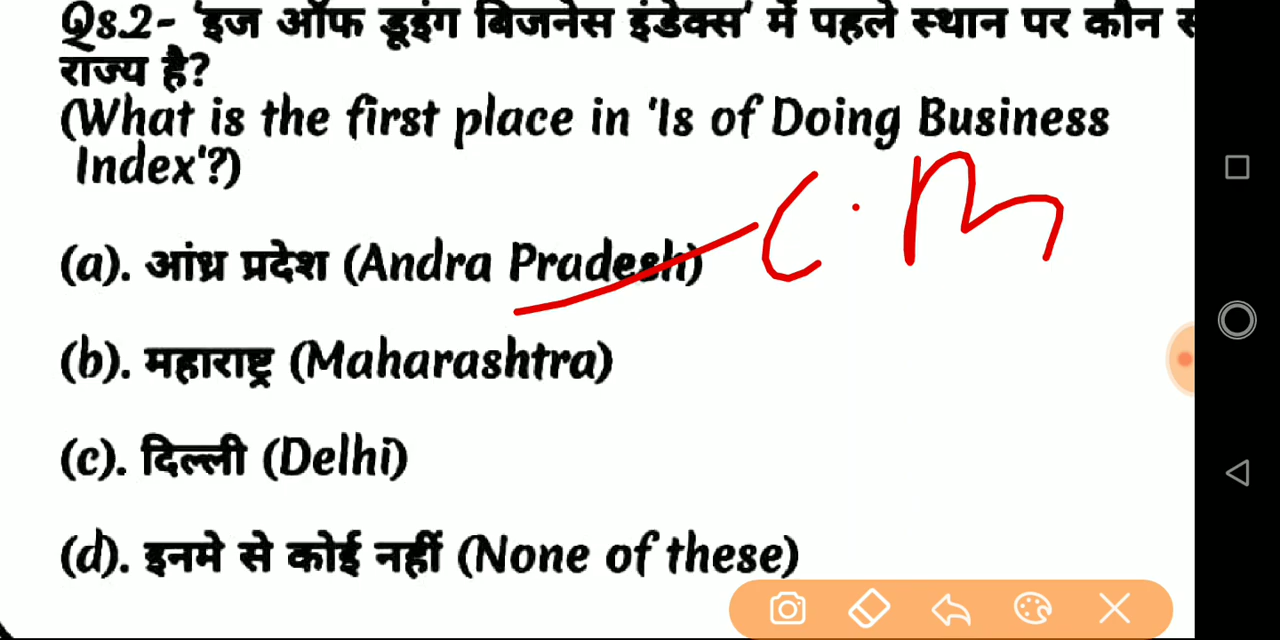 Qs.2- 'इज ऑफ डूइंग बिजनेस इंडेक्स' में पहले स्थान पर कौन
राज्य है?
(What is the first place in 'Is of Doing Business
Index'?)
C.M
(a). आंध्र प्रदेश (Andra Pradesh)
(b). महाराष्ट्र (Maharashtra)
(c). दिल्ली (Delhi)
(d). इनमे से कोई नहीं (None of these)